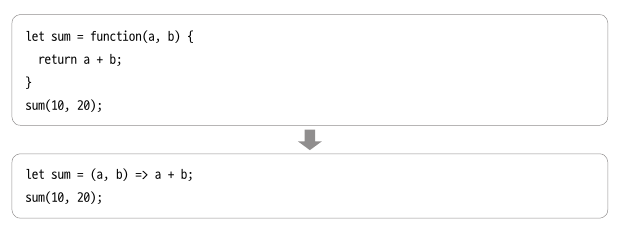 let sum = function(a, b) {
  return a + b;
}
sum(10, 20);
let sum = (a, b) => a + b;
sum(10, 20);